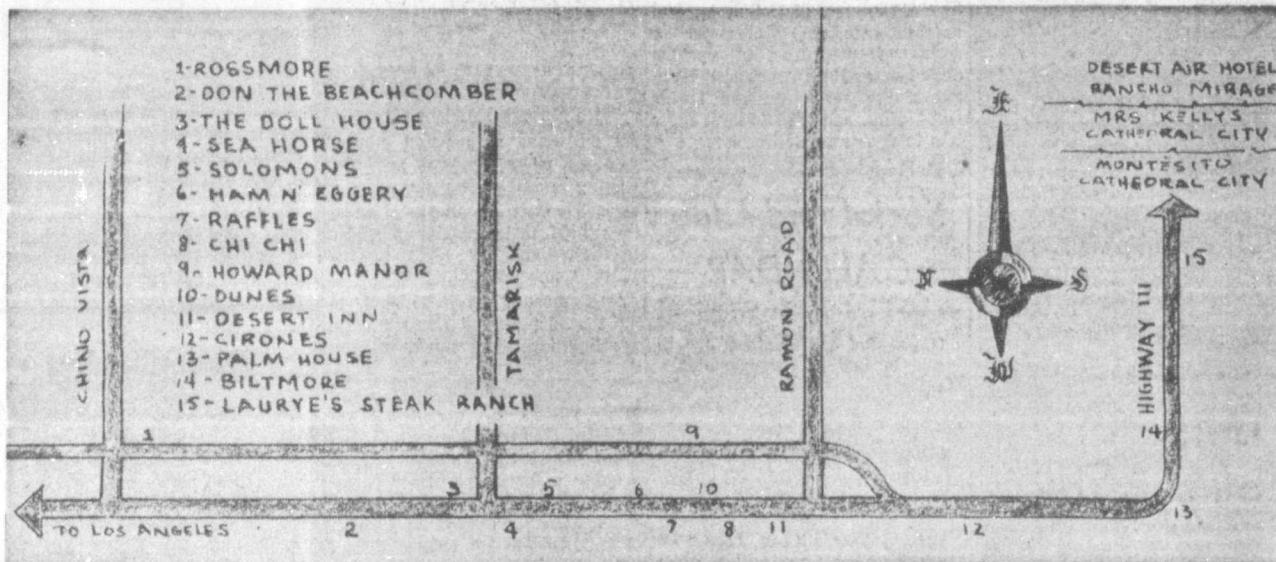 1-ROSSMORE
2-DON THE BEACHCOMBER
3-THE DOLL HOUSE
4-SEA HORSE
5-SOLOMONS
6-HAM N' EGGERY
7-RAFFLES
8-CHI CHI
9-HOWARD MANOR
10-DUNES
11-DESERT INN
12-CIRONES
13-PALM HOUSE
14-BILTMORE
15-LAURYE'S STEAK RANCH
DESERT AIR HOTEL
RANCHO MIRAGE
MRS KELLYS
CATHEDRAL CITY
MONTESITO
CATHEDRAL CITY
E
N
S
W
CHINO VISTA
TAMARISK
RAMON ROAD
HIGHWAY 111
15
14
13
1
9
3
5
6
10
TO LOS ANGELES
2
4
7
8
11
12